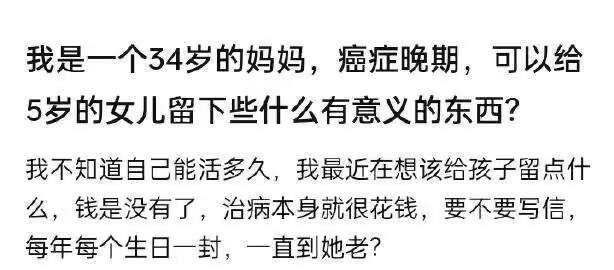 我是一个34岁的妈妈，癌症晚期，可以给
5岁的女儿留下些什么有意义的东西？
我不知道自己能活多久，我最近在想该给孩子留点什
么，钱是没有了，治病本身就很花钱，要不要写信，
每年每个生日一封，一直到她老？